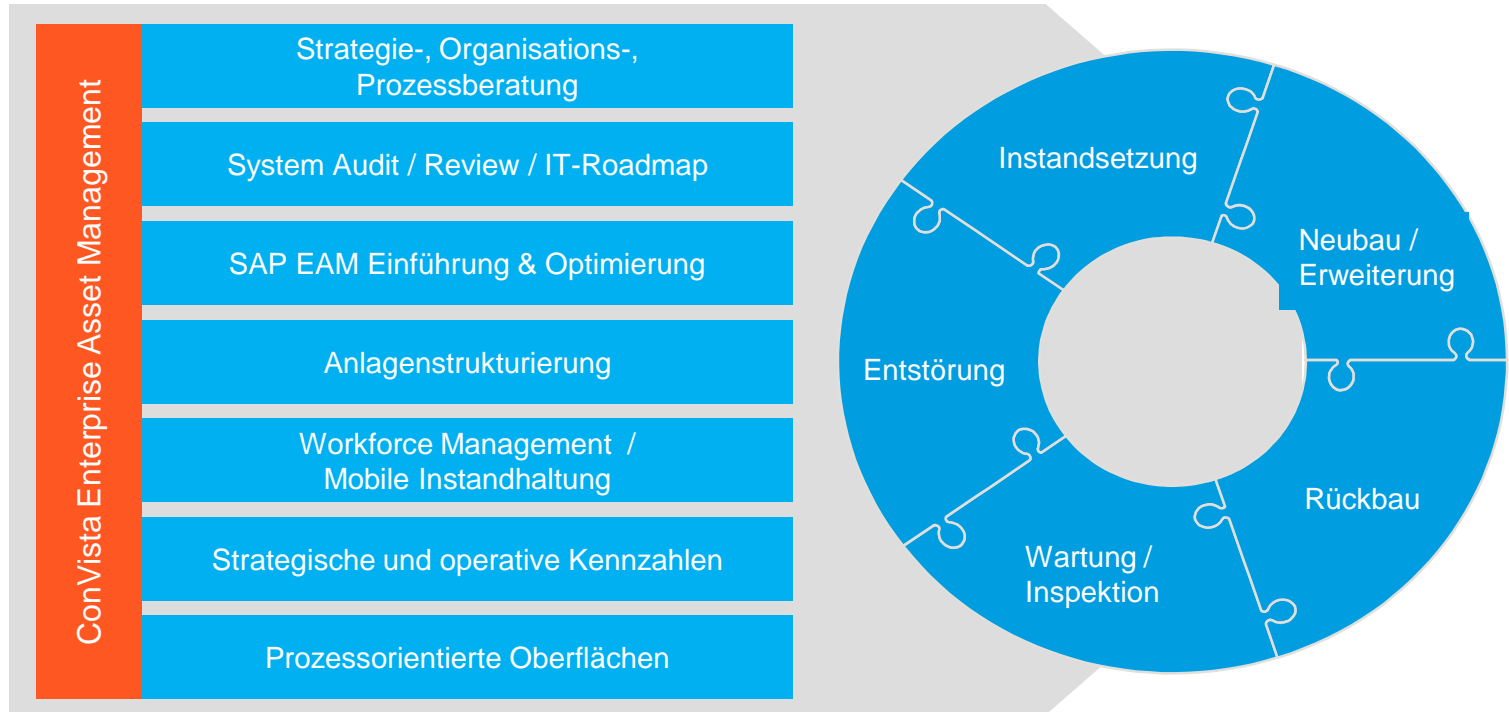 ConVista Enterprise Asset Management
Strategie-, Organisations-,
Prozessberatung
System Audit / Review / IT-Roadmap
SAP EAM Einführung & Optimierung
Anlagenstrukturierung
Workforce Management /
Mobile Instandhaltung
Strategische und operative Kennzahlen
Prozessorientierte Oberflächen
Instandsetzung
Neubau /
Erweiterung
Entstörung
Rückbau
Wartung /
Inspektion